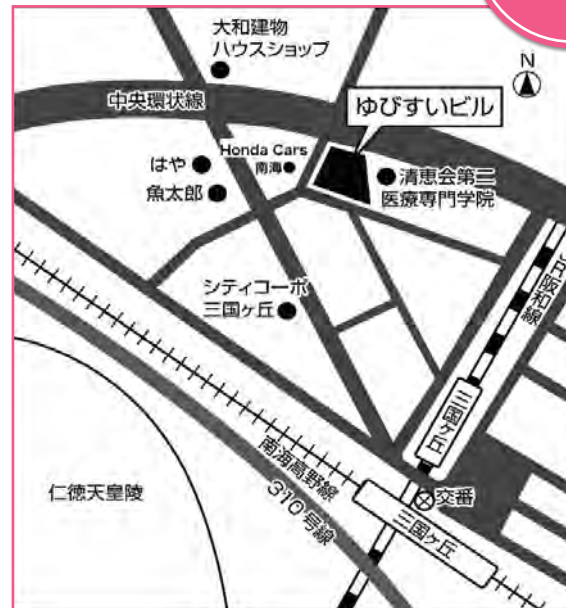 大和建物
ハウスショップ
N
中央環状線
ゆびすいビル
Honda Cars
南海
はや
魚太郎
清恵会第二
医療専門学院
シティコーポ
三国ヶ丘
JR阪和線
三国ヶ丘
南海高野線
310号線
仁徳天皇陵
交番
三国ヶ丘